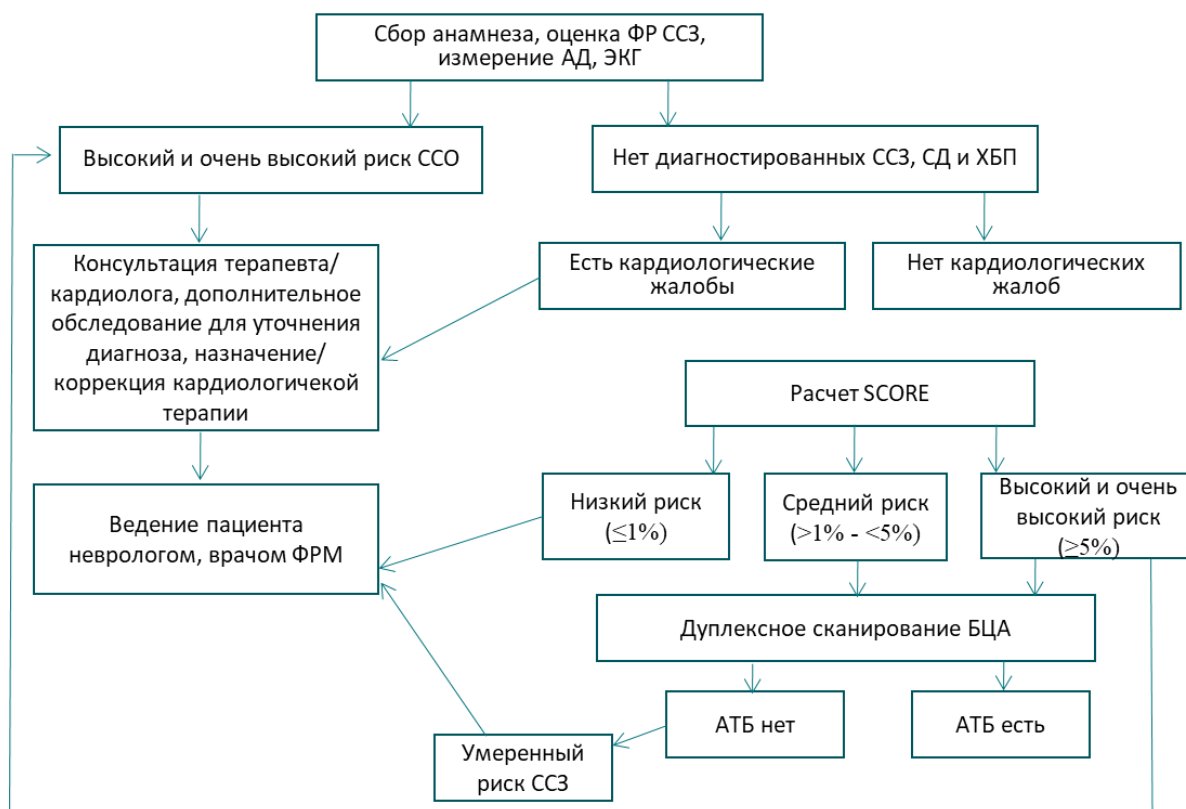 Сбор анамнеза, оценка ФР ССЗ,
измерение АД, ЭКГ
Высокий и очень высокий риск ССО
Нет диагностированных ССЗ, СД и ХБП
Консультация терапевта/
кардиолога, дополнительное
обследование для уточнения
диагноза, назначение/
коррекция кардиологичекой
терапии
Есть кардиологические
жалобы
Нет кардиологических
жалоб
Расчет SCORE
Ведение пациента
неврологом, врачом ФРМ
Низкий риск
(≤1%)
Средний риск
(>1% - <5%)
Высокий и очень
высокий риск
(≥5%)
Дуплексное сканирование БЦА
АТБ нет
АТБ есть
Умеренный
риск ССЗ